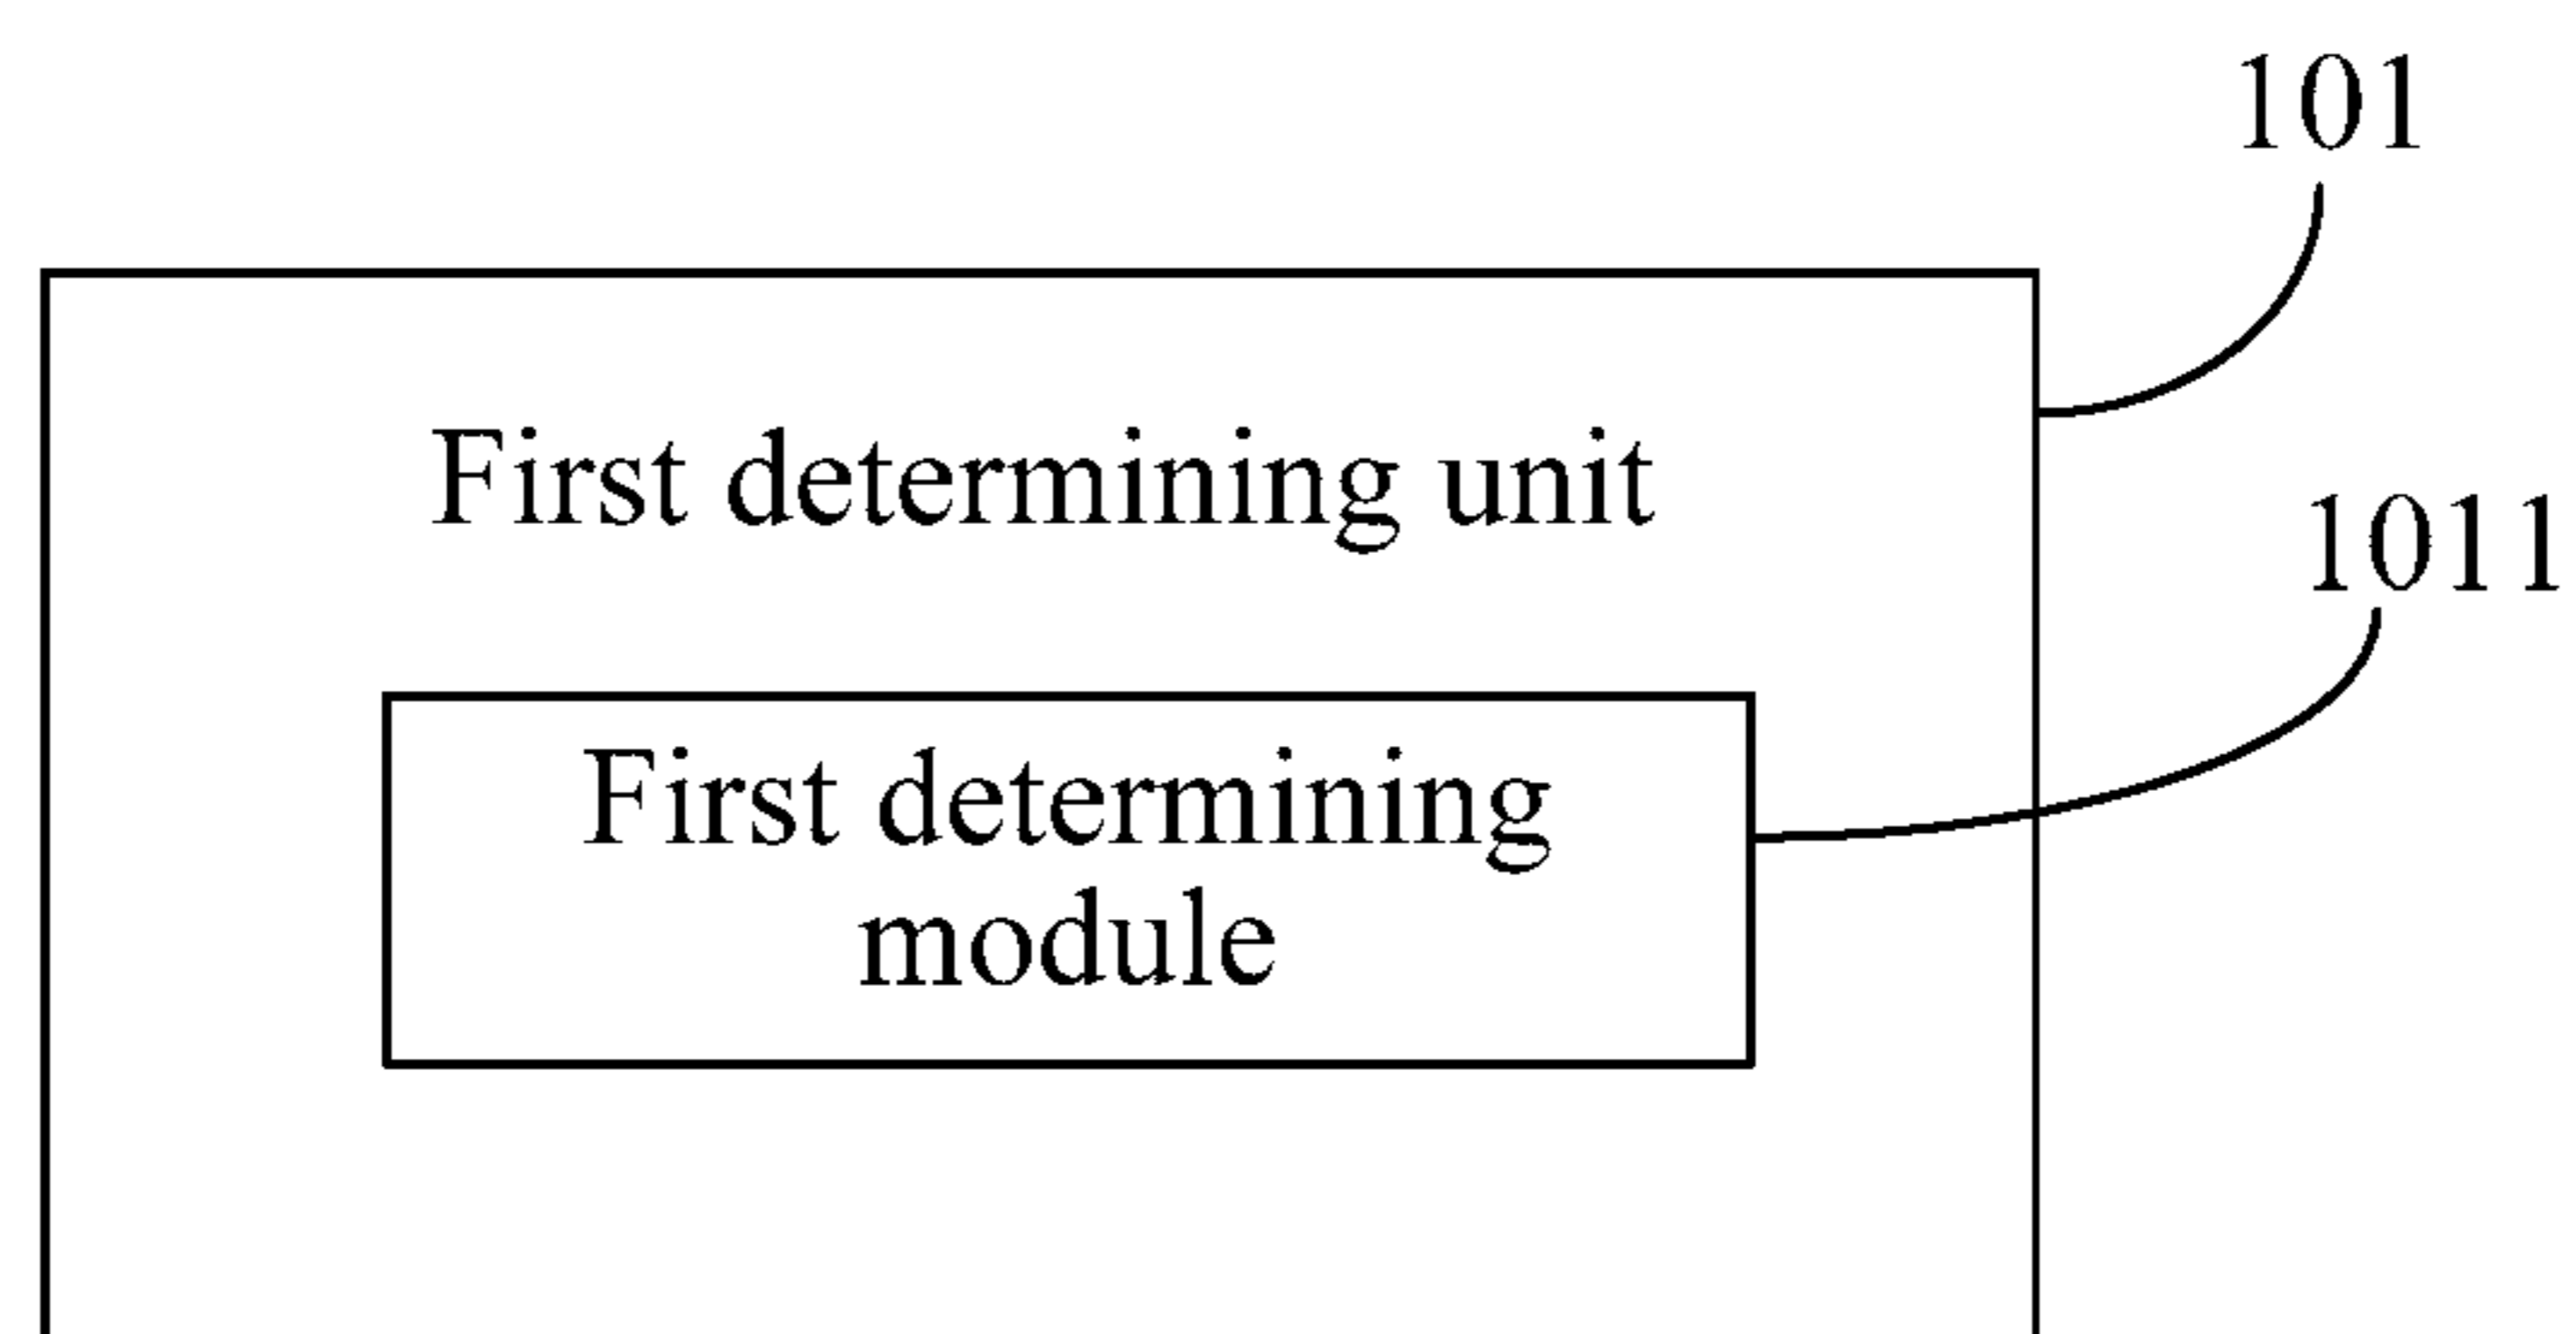 101
First determining unit
1011
First determining
module